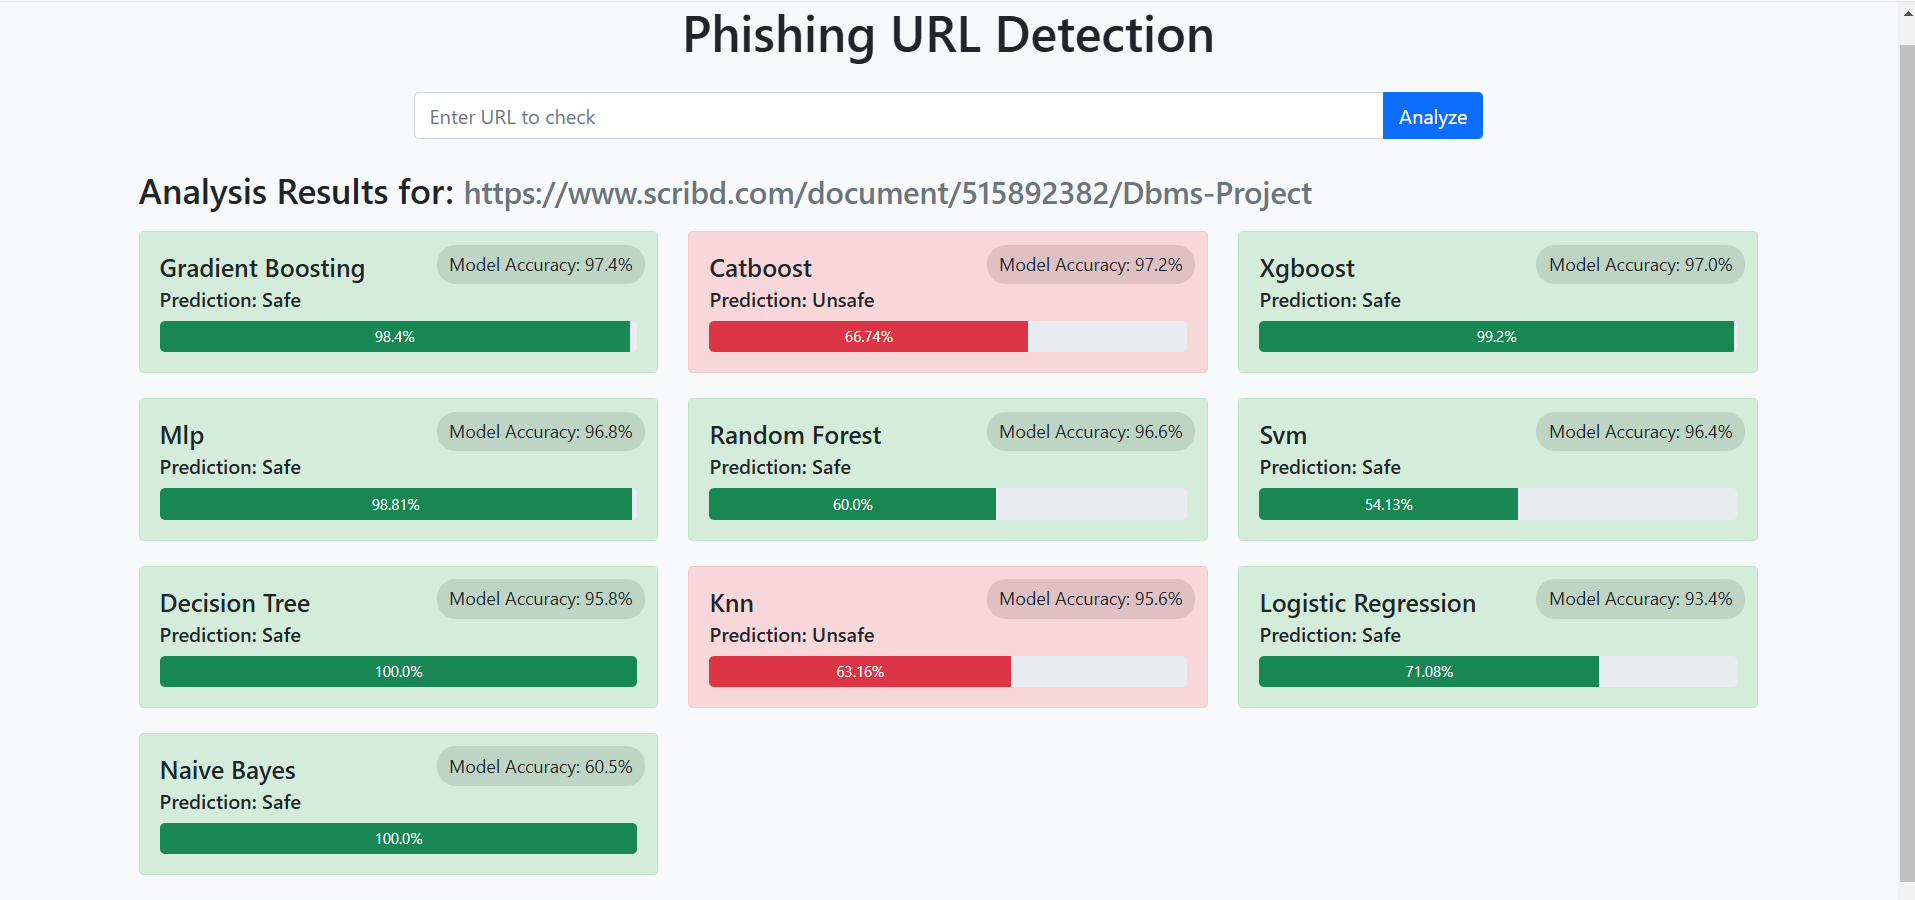 Phishing URL Detection
Enter URL to check
Analyze
Analysis Results for: https://www.scribd.com/document/515892382/Dbms-Project
Gradient Boosting
Model Accuracy: 97.4%
Prediction: Safe
98.4%
Catboost
Model Accuracy: 97.2%
Prediction: Unsafe
66.74%
Xgboost
Model Accuracy: 97.0%
Prediction: Safe
99.2%
Mlp
Model Accuracy: 96.8%
Prediction: Safe
98.81%
Random Forest
Model Accuracy: 96.6%
Prediction: Safe
60.0%
Svm
Model Accuracy: 96.4%
Prediction: Safe
54.13%
Decision Tree
Model Accuracy: 95.8%
Prediction: Safe
100.0%
Knn
Model Accuracy: 95.6%
Prediction: Unsafe
63.16%
Logistic Regression
Model Accuracy: 93.4%
Prediction: Safe
71.08%
Naive Bayes
Model Accuracy: 60.5%
Prediction: Safe
100.0%